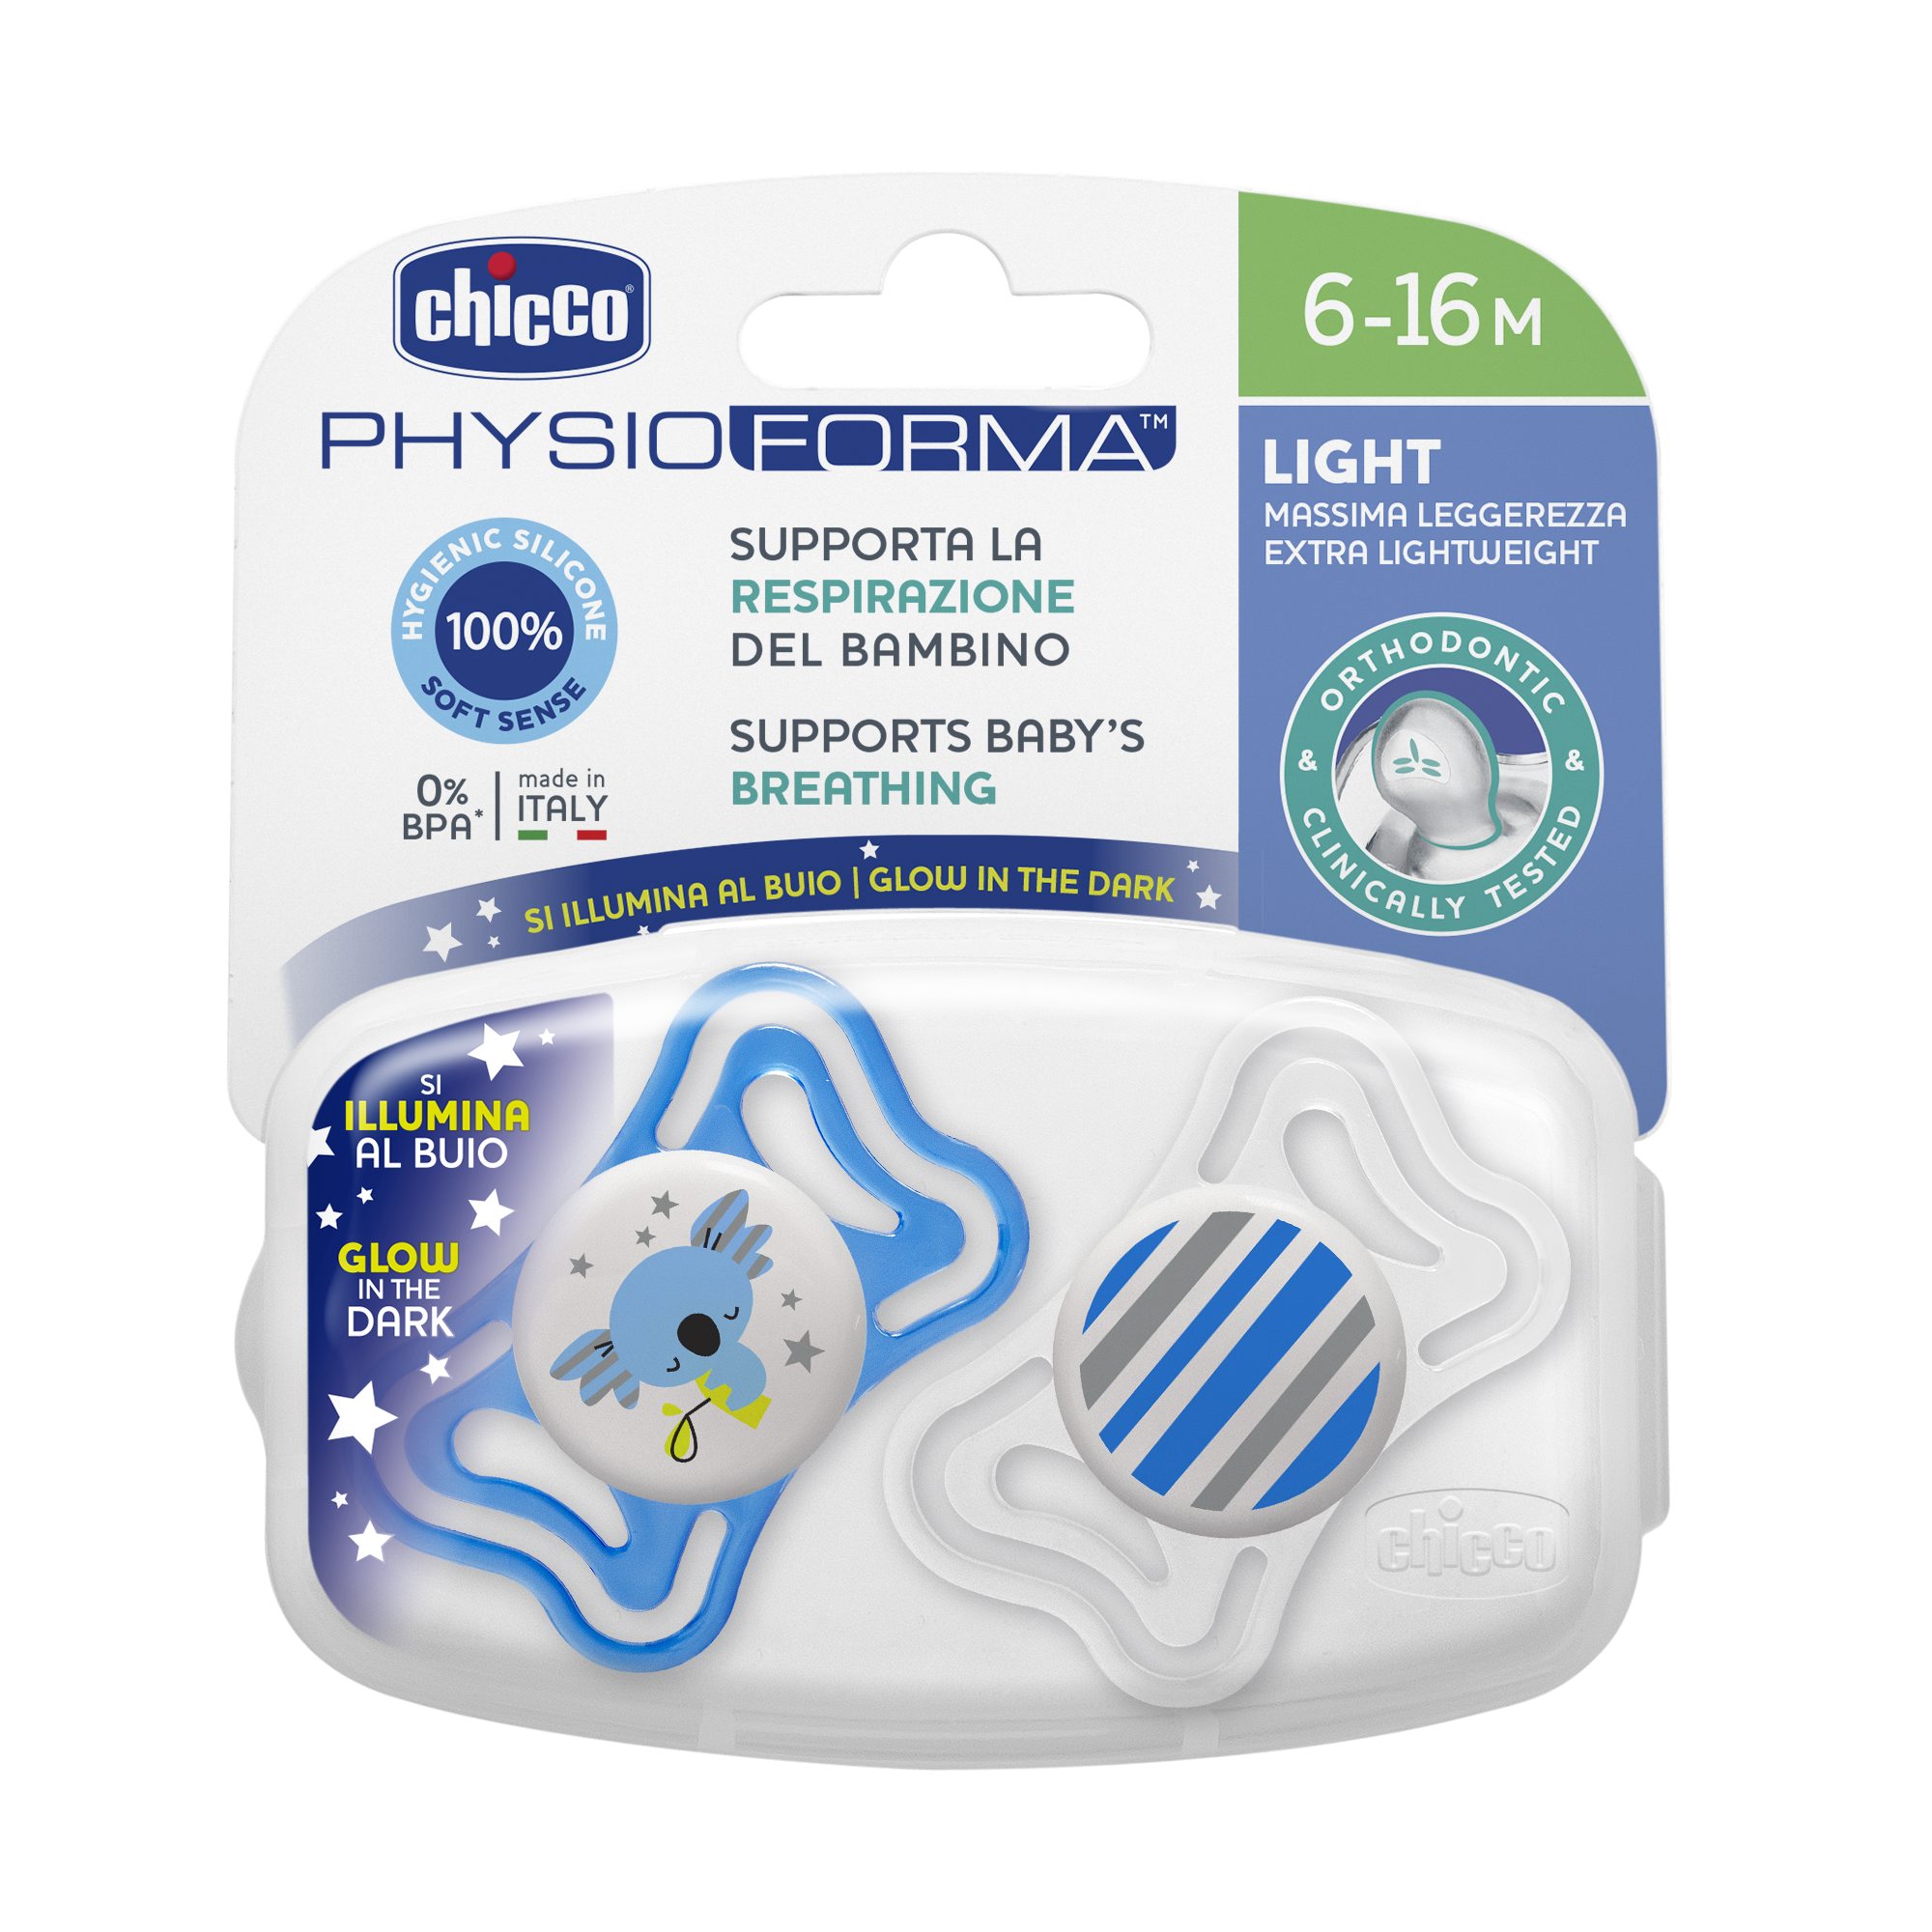 chicco®
PHYSIOFORMA™
6-16M
LIGHT
MASSIMA LEGGEREZZA
EXTRA LIGHTWEIGHT
HYGIENIC SILICONE
100%
SOFT SENSE
0%
BPA*
made in
ITALY
SUPPORTA LA
RESPIRAZIONE
DEL BAMBINO
SUPPORTS BABY'S
BREATHING
ORTHODONTIC
& CLINICALLY TESTED &
SI ILLUMINA AL BUIO | GLOW IN THE DARK
SI
ILLUMINA
AL BUIO
GLOW
IN THE
DARK
chicco